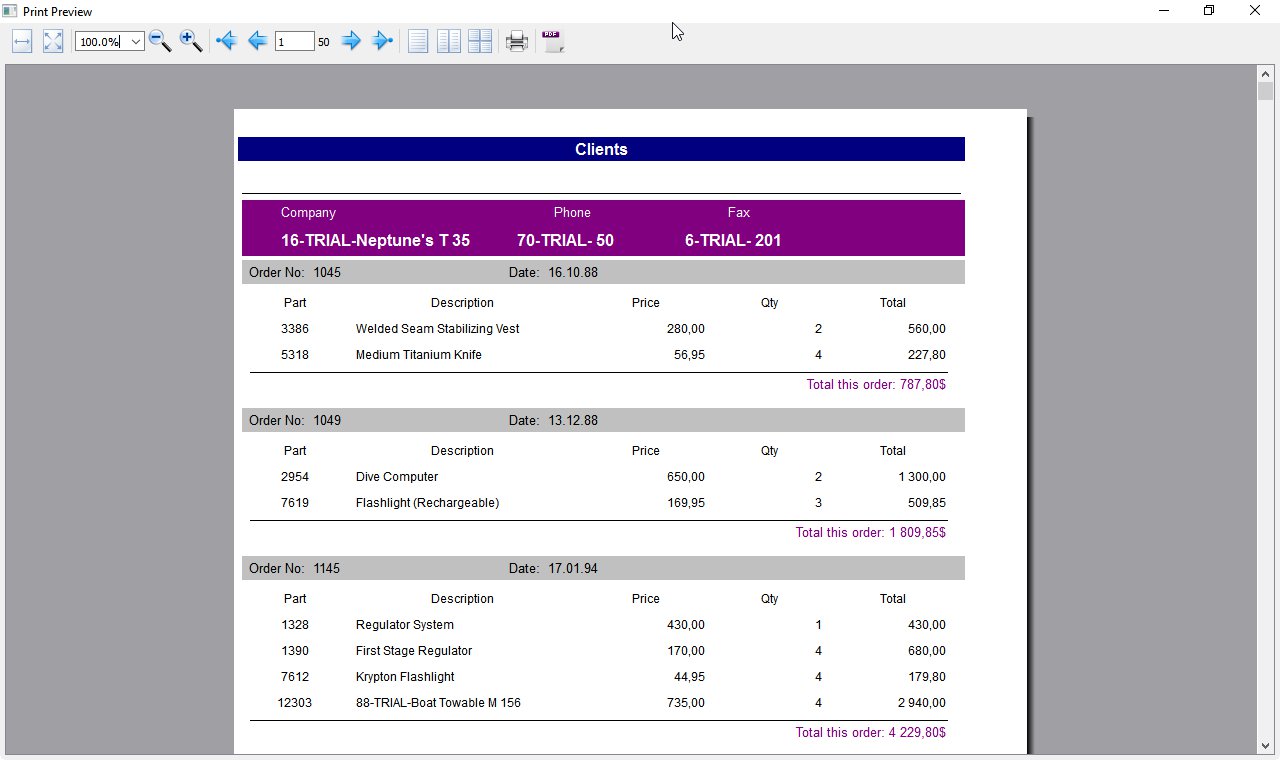 Print Preview
100.0% 1 50 PDF
Clients
Company Phone Fax
16-TRIAL-Neptune's T 35 70-TRIAL- 50 6-TRIAL- 201
Order No: 1045 Date: 16.10.88
Part Description Price Qty Total
3386 Welded Seam Stabilizing Vest 280,00 2 560,00
5318 Medium Titanium Knife 56,95 4 227,80
Total this order: 787,80$
Order No: 1049 Date: 13.12.88
Part Description Price Qty Total
2954 Dive Computer 650,00 2 1 300,00
7619 Flashlight (Rechargeable) 169,95 3 509,85
Total this order: 1 809,85$
Order No: 1145 Date: 17.01.94
Part Description Price Qty Total
1328 Regulator System 430,00 1 430,00
1390 First Stage Regulator 170,00 4 680,00
7612 Krypton Flashlight 44,95 4 179,80
12303 88-TRIAL-Boat Towable M 156 735,00 4 2 940,00
Total this order: 4 229,80$